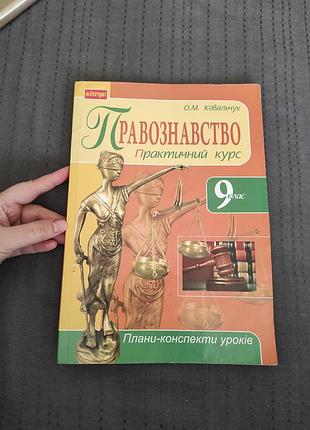 О.М. Ковальчук
ПРАВОЗНАВСТВО
Практичний курс
9 клас
Плани-конспекти уроків